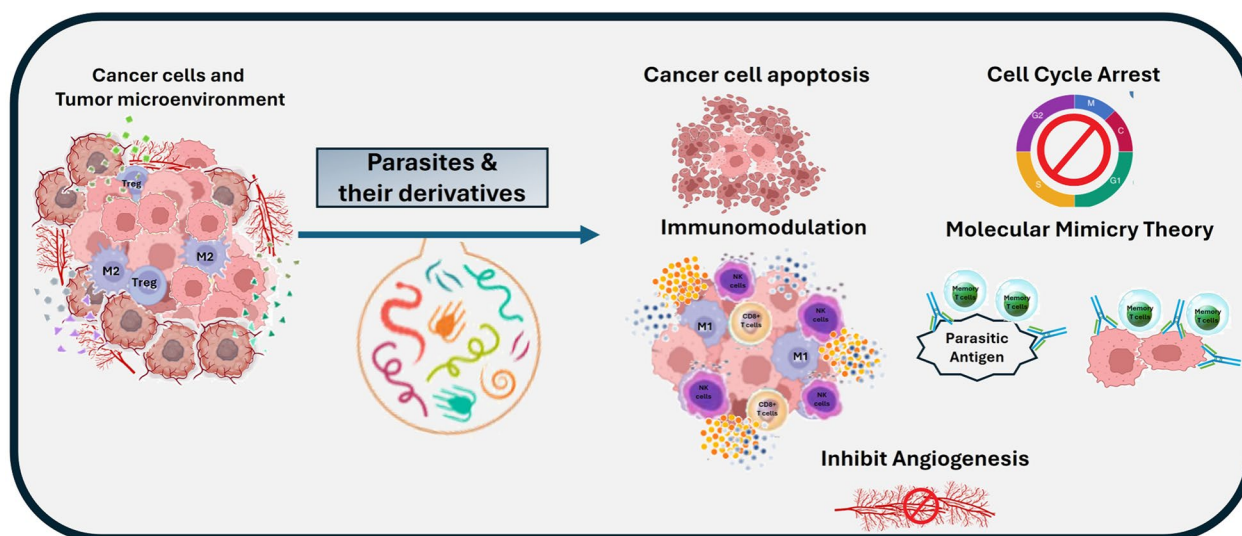 Cancer cells and
Tumor microenvironment
Treg
M2
M2
Treg
Parasites &
their derivatives
Cancer cell apoptosis
Immunomodulation
NK
cells
NK
cells
M1
CD8+
T cells
M1
NK
cells
NK
cells
CD8+
T cells
Cell Cycle Arrest
G2
M
C
S
G1
Molecular Mimicry Theory
Memory
T cells
Memory
T cells
Parasitic
Antigen
Memory
T cells
Memory
T cells
Inhibit Angiogenesis